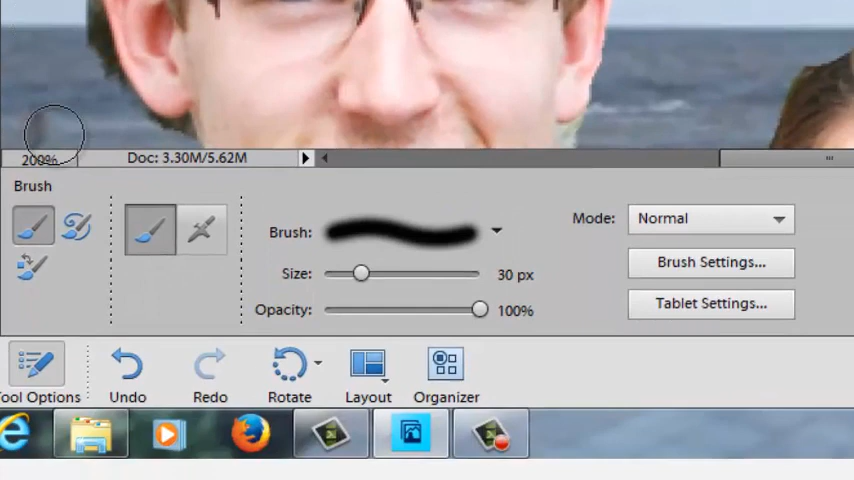 200%
Doc: 3.30M/5.62M
Brush
Brush:
Mode:
Normal
Size:
30 px
Brush Settings...
Opacity:
100%
Tablet Settings...
Tool Options
Undo
Redo
Rotate
Layout
Organizer